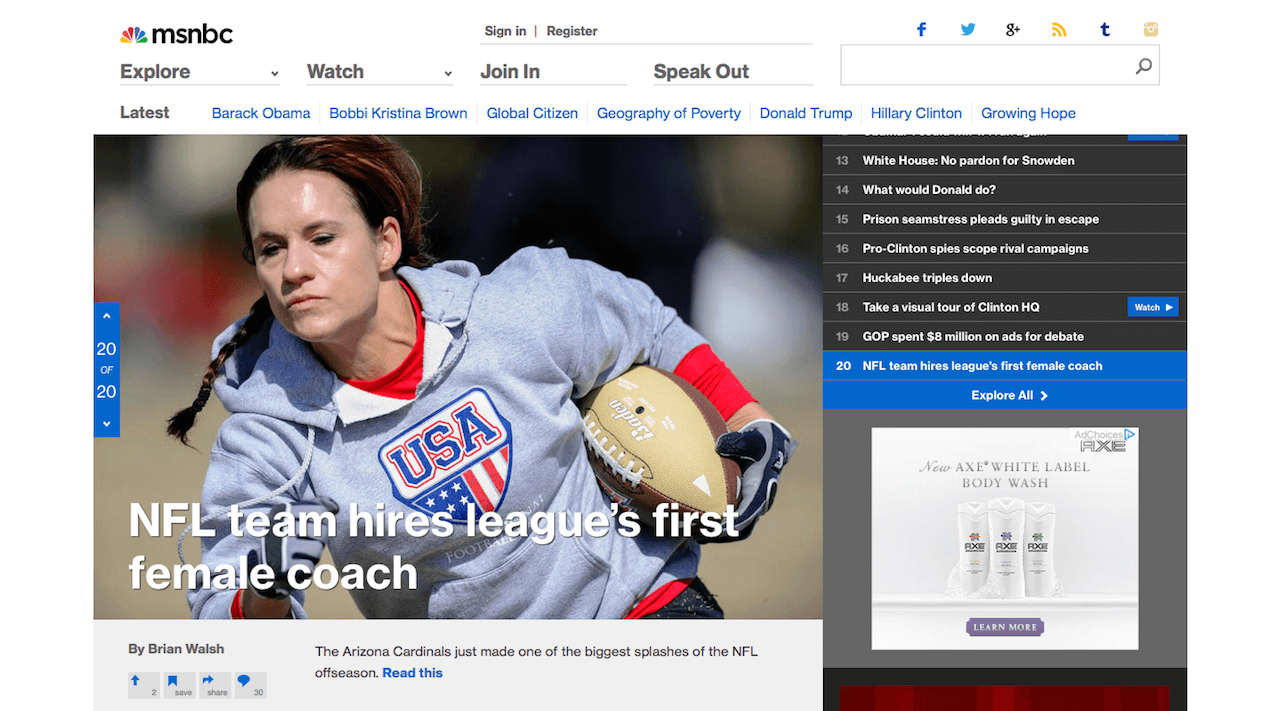 msnbc
Sign in | Register
Explore
Watch
Join In
Speak Out
Latest
Barack Obama
Bobbi Kristina Brown
Global Citizen
Geography of Poverty
Donald Trump
Hillary Clinton
Growing Hope
13 White House: No pardon for Snowden
14 What would Donald do?
15 Prison seamstress pleads guilty in escape
16 Pro-Clinton spies scope rival campaigns
17 Huckabee triples down
18 Take a visual tour of Clinton HQ
Watch
19 GOP spent $8 million on ads for debate
20 NFL team hires league's first female coach
Explore All
20
OF
20
USA
FOOTBALL
Baden
NFL team hires league's first
female coach
AdChoices
AXE
New AXE® WHITE LABEL
BODY WASH
AXE
AXE
AXE
LEARN MORE
By Brian Walsh
The Arizona Cardinals just made one of the biggest splashes of the NFL
offseason. Read this
2
save
share
30